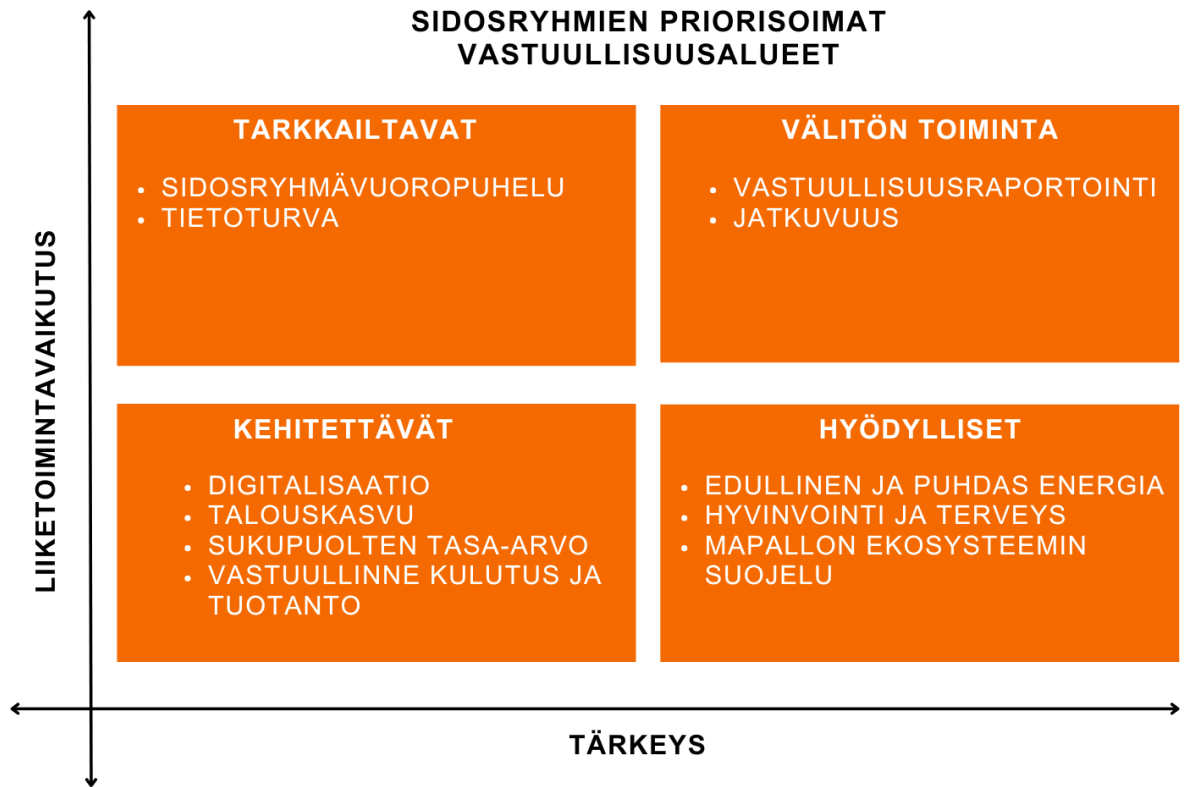 SIDOSRYHMIEN PRIORISOIMAT
VASTUULLISUUSALUEET
TARKKAILTAVAT
• SIDOSRYHMÄVUOROPUHELU
• TIETOTURVA
VÄLITÖN TOIMINTA
• VASTUULLISUUSRAPORTOINTI
• JATKUVUUS
LIIKETOIMINTAVAIKUTUS
KEHITETTÄVÄT
• DIGITALISAATIO
• TALOUSKASVU
• SUKUPUOLTEN TASA-ARVO
• VASTUULLINNE KULUTUS JA
TUOTANTO
HYÖDYLLISET
• EDULLINEN JA PUHDAS ENERGIA
• HYVINVOINTI JA TERVEYS
• MAPALLON EKOSYSTEEMIN
SUOJELU
TÄRKEYS